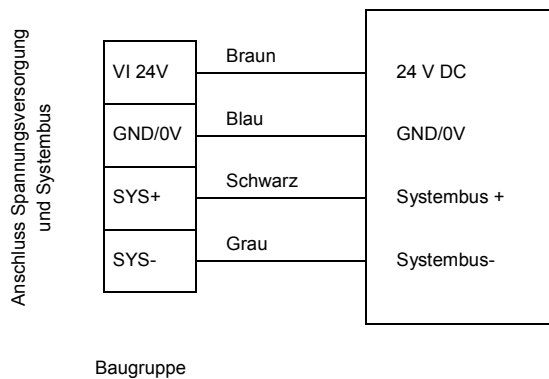 Anschluss Spannungsversorgung
und Systembus
VI 24V
Braun
24 V DC
GND/0V
Blau
GND/0V
SYS+
Schwarz
Systembus +
SYS-
Grau
Systembus-
Baugruppe